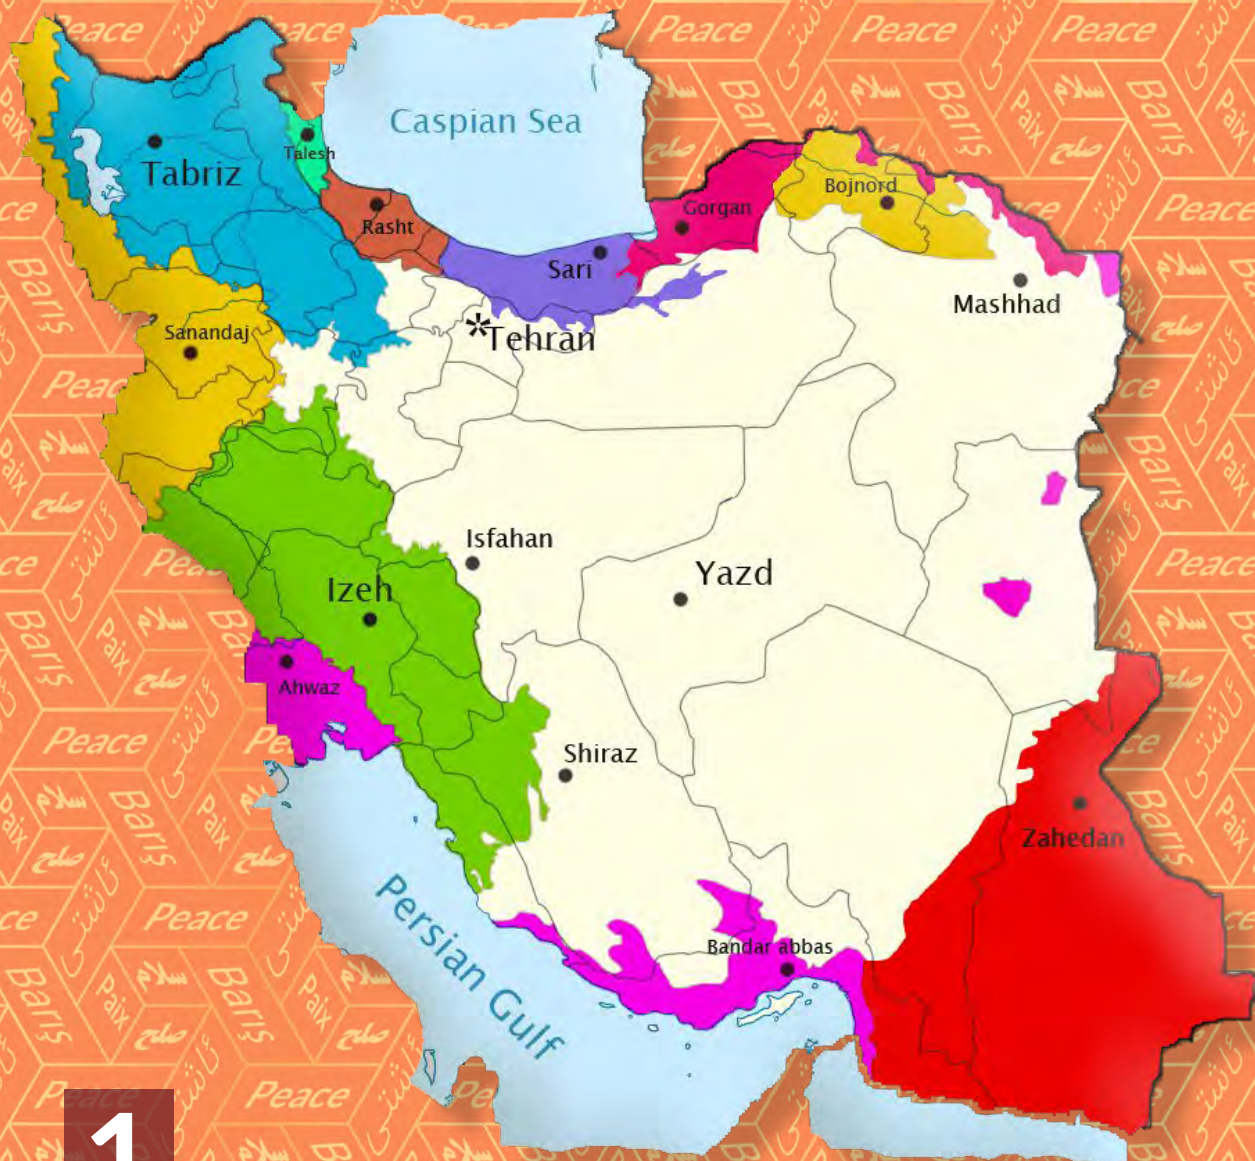 Caspian Sea
Tabriz
Talesh
Rasht
Sari
Gorgan
Bojnord
Mashhad
*Tehran
Sanandaj
Isfahan
Yazd
Izeh
Ahwaz
Shiraz
Zahedan
Bandar abbas
Persian Gulf
1
Peace
Barış
Paix
سلام
صلح
ئاشتی